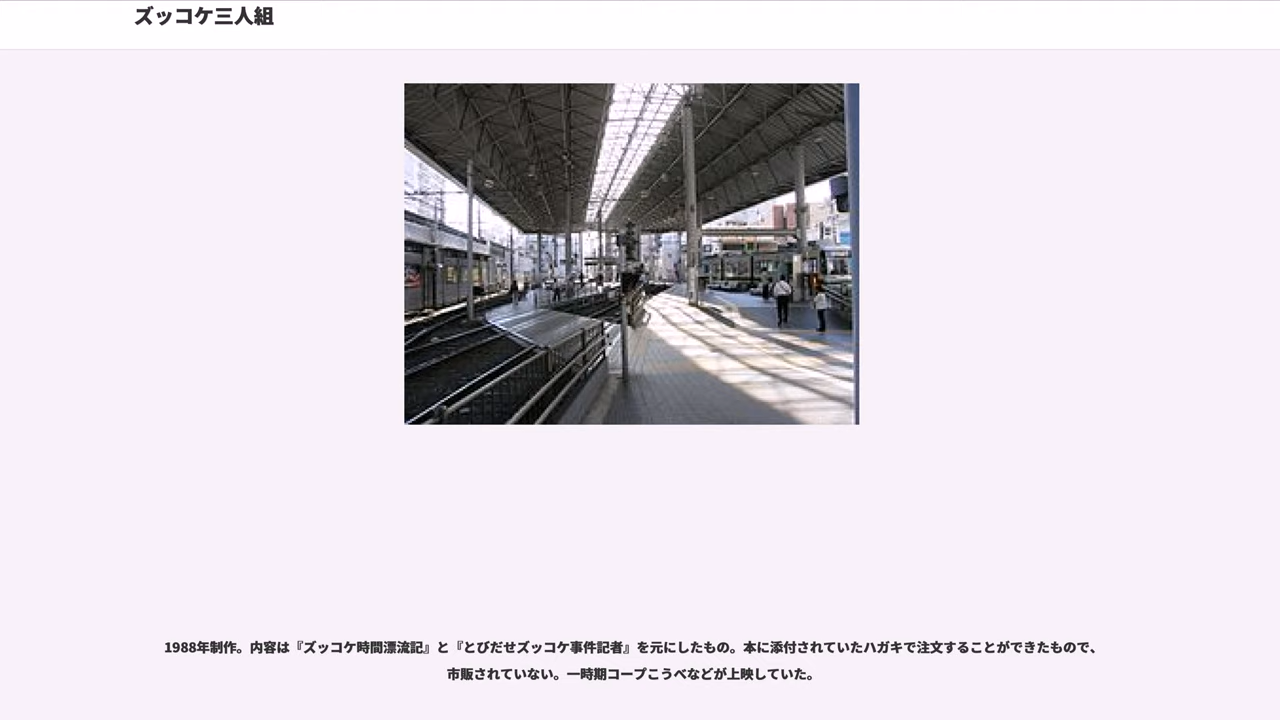 ズッコケ三人組
1988年制作。内容は『ズッコケ時間漂流記』と『とびだせズッコケ事件記者』を元にしたもの。本に添付されていたハガキで注文することができたもので、
市販されていない。一時期コープこうべなどが上映していた。